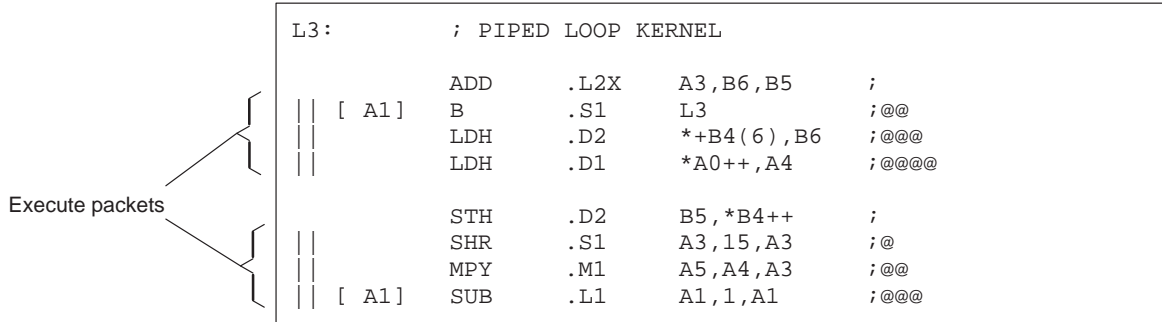 L3: ; PIPED LOOP KERNEL
ADD .L2X A3,B6,B5 ;
|| [ A1] B .S1 L3 ;@@
|| LDH .D2 *+B4(6),B6 ;@@@
|| LDH .D1 *A0++,A4 ;@@@@
Execute packets
STH .D2 B5,*B4++ ;
|| SHR .S1 A3,15,A3 ;@
|| MPY .M1 A5,A4,A3 ;@@
|| [ A1] SUB .L1 A1,1,A1 ;@@@